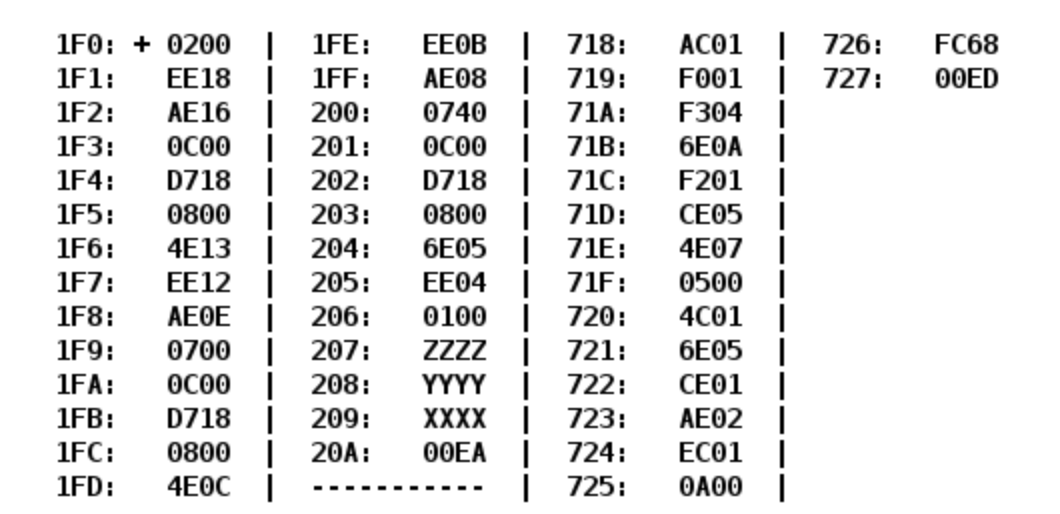 1F0: + 0200 | 1FE: EE0B | 718: AC01 | 726: FC68
1F1: EE18 | 1FF: AE08 | 719: F001 | 727: 00ED
1F2: AE16 | 200: 0740 | 71A: F304 |
1F3: 0C00 | 201: 0C00 | 71B: 6E0A |
1F4: D718 | 202: D718 | 71C: F201 |
1F5: 0800 | 203: 0800 | 71D: CE05 |
1F6: 4E13 | 204: 6E05 | 71E: 4E07 |
1F7: EE12 | 205: EE04 | 71F: 0500 |
1F8: AE0E | 206: 0100 | 720: 4C01 |
1F9: 0700 | 207: ZZZZ | 721: 6E05 |
1FA: 0C00 | 208: YYYY | 722: CE01 |
1FB: D718 | 209: XXXX | 723: AE02 |
1FC: 0800 | 20A: 00EA | 724: EC01 |
1FD: 4E0C | ----------- | 725: 0A00 |